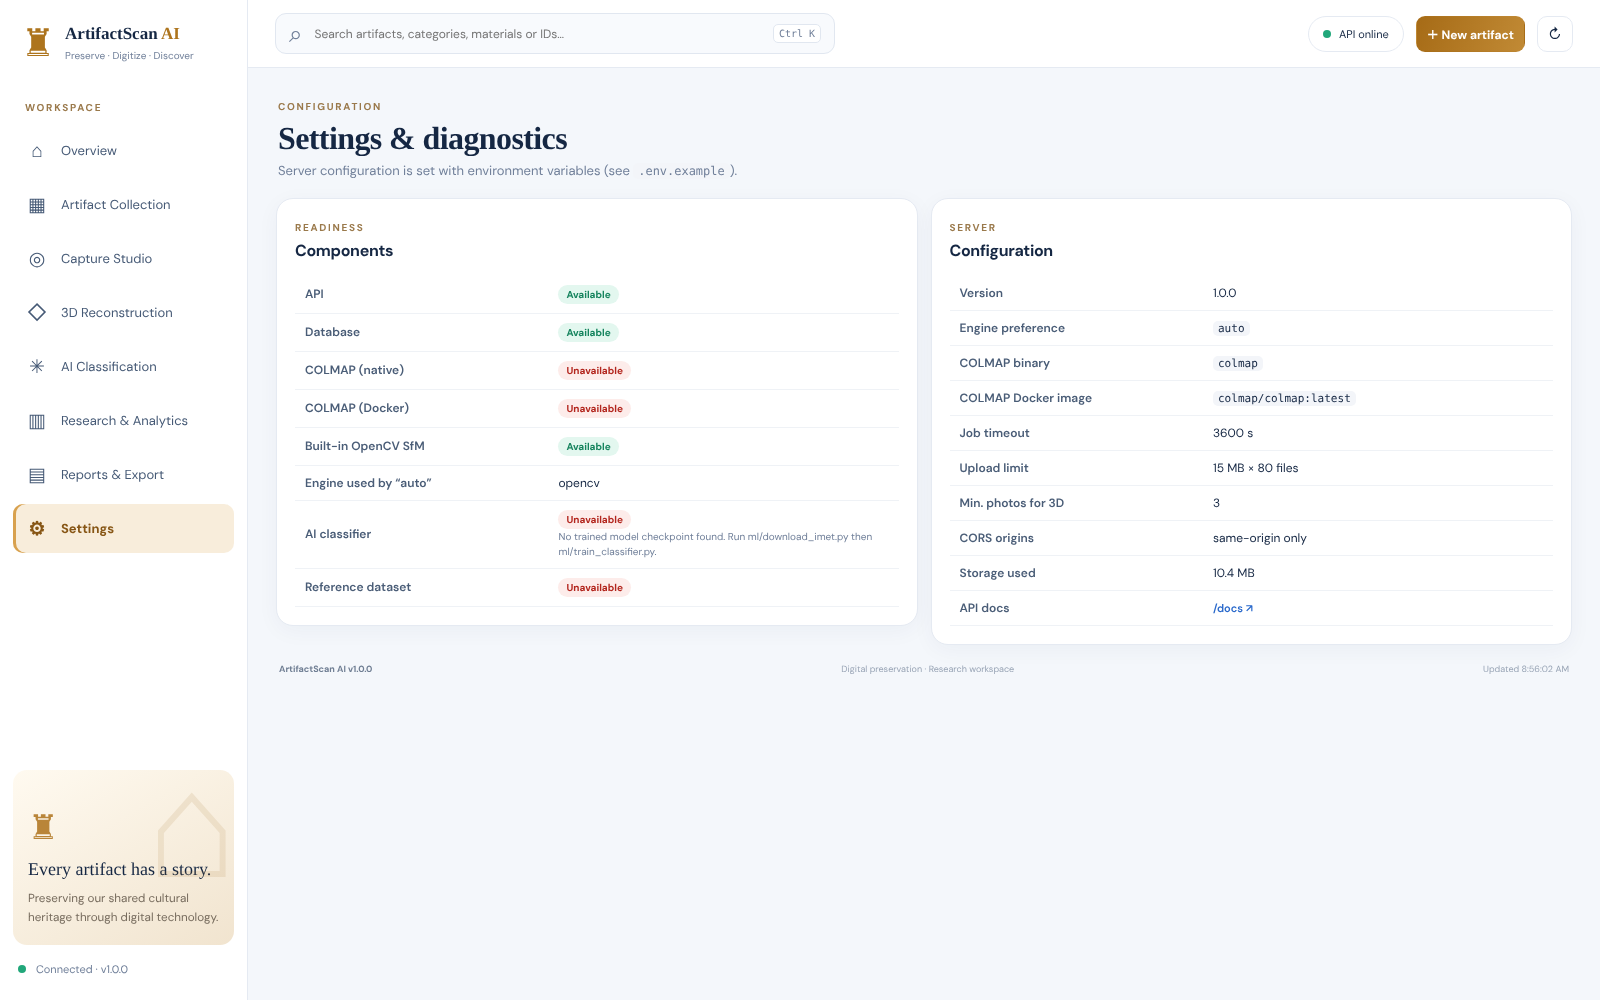 ArtifactScan AI
Preserve · Digitize · Discover
WORKSPACE
Overview
Artifact Collection
Capture Studio
3D Reconstruction
AI Classification
Research & Analytics
Reports & Export
Settings
Every artifact has a story.
Preserving our shared cultural
heritage through digital technology.
Connected · v1.0.0
Search artifacts, categories, materials or IDs...
Ctrl K
API online
+ New artifact
CONFIGURATION
Settings & diagnostics
Server configuration is set with environment variables (see .env.example ).
READINESS
Components
API Available
Database Available
COLMAP (native) Unavailable
COLMAP (Docker) Unavailable
Built-in OpenCV SfM Available
Engine used by “auto” opencv
AI classifier Unavailable
No trained model checkpoint found. Run ml/download_imet.py then
ml/train_classifier.py.
Reference dataset Unavailable
SERVER
Configuration
Version 1.0.0
Engine preference auto
COLMAP binary colmap
COLMAP Docker image colmap/colmap:latest
Job timeout 3600 s
Upload limit 15 MB × 80 files
Min. photos for 3D 3
CORS origins same-origin only
Storage used 10.4 MB
API docs /docs ↗
ArtifactScan AI v1.0.0
Digital preservation · Research workspace
Updated 8:56:02 AM